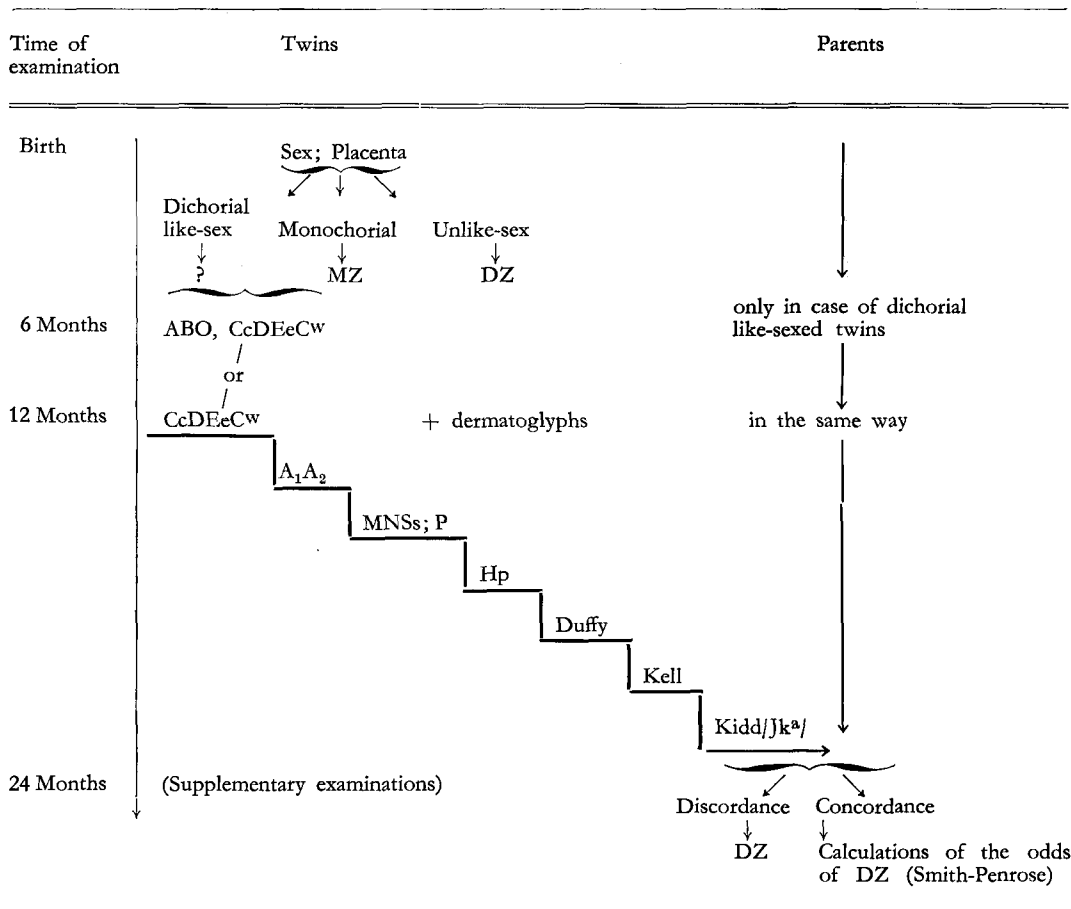 Time of examination Twins Parents
Birth
Sex; Placenta
Dichorial like-sex Monochorial Unlike-sex
? MZ DZ
only in case of dichorial like-sexed twins
6 Months ABO, CcDEeCw
or
12 Months CcDEeCw + dermatoglyphs in the same way
A₁A₂
MNSs; P
Hp
Duffy
Kell
Kidd/Jkᵃ/
24 Months (Supplementary examinations)
Discordance Concordance
DZ Calculations of the odds
of DZ (Smith-Penrose)